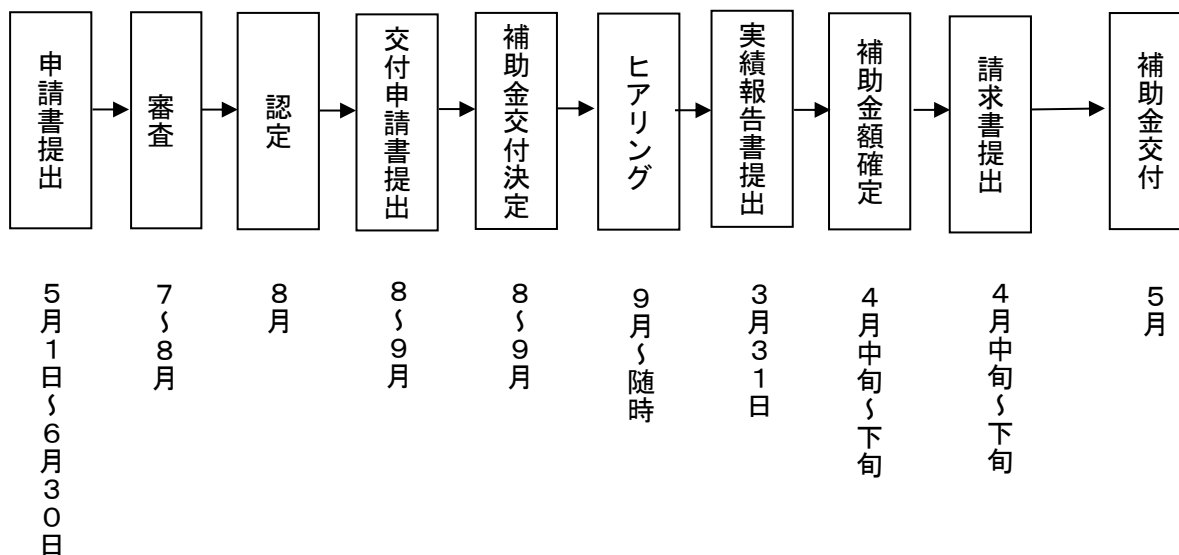 申請書提出
審査
認定
交付申請書提出
補助金交付決定
ヒアリング
実績報告書提出
補助金額確定
請求書提出
補助金交付
５月１日～６月３０日
７～８月
８月
８～９月
８～９月
９月～随時
３月３１日
４月中旬～下旬
４月中旬～下旬
５月